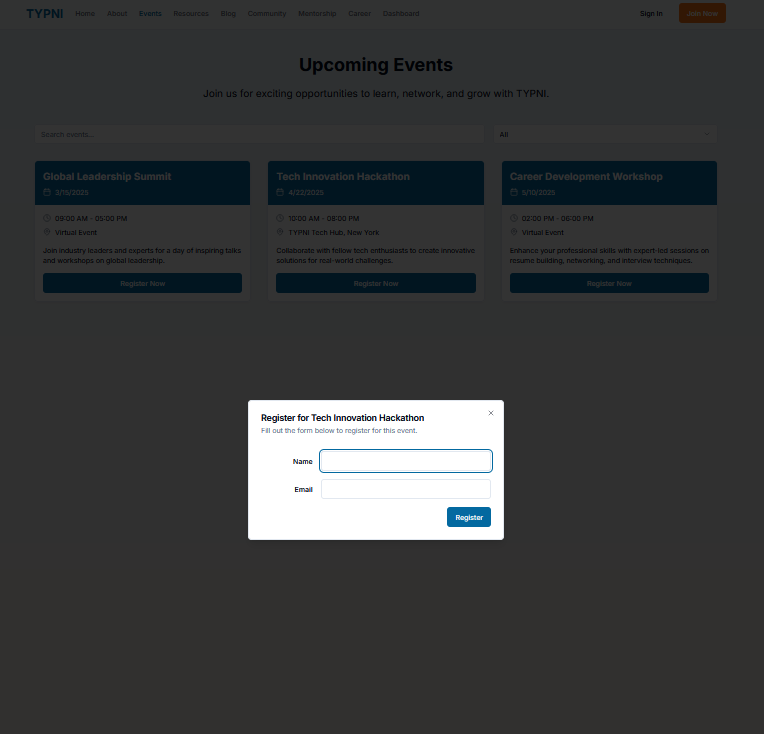 TYPNI Home About Events Resources Blog Community Mentorship Career Dashboard Sign In Join Now
Upcoming Events
Join us for exciting opportunities to learn, network, and grow with TYPNI.
Search events... All
Global Leadership Summit
3/15/2025
09:00 AM - 05:00 PM
Virtual Event
Join industry leaders and experts for a day of inspiring talks
and workshops on global leadership.
Register Now
Tech Innovation Hackathon
4/22/2025
10:00 AM - 08:00 PM
TYPNI Tech Hub, New York
Collaborate with fellow tech enthusiasts to create innovative
solutions for real-world challenges.
Register Now
Career Development Workshop
5/10/2025
02:00 PM - 06:00 PM
Virtual Event
Enhance your professional skills with expert-led sessions on
resume building, networking, and interview techniques.
Register Now
Register for Tech Innovation Hackathon
Fill out the form below to register for this event.
Name
Email
Register